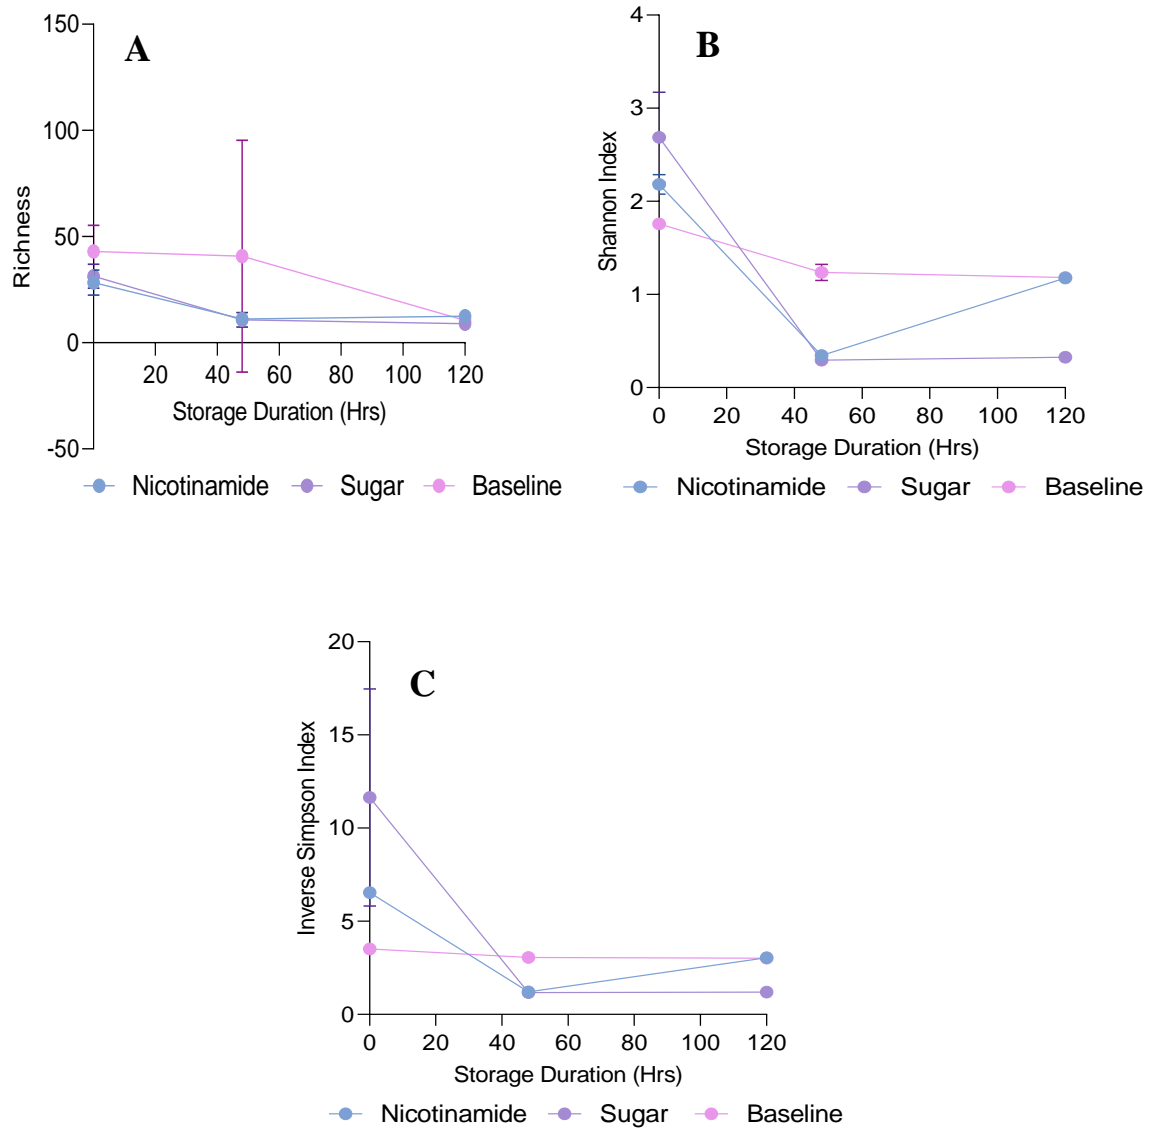 A
150
100
50
0
-50
Richness
20 40 60 80 100 120
Storage Duration (Hrs)
Nicotinamide Sugar Baseline
B
4
3
2
1
0
Shannon Index
0 20 40 60 80 100 120
Storage Duration (Hrs)
Nicotinamide Sugar Baseline
C
20
15
10
5
0
Inverse Simpson Index
0 20 40 60 80 100 120
Storage Duration (Hrs)
Nicotinamide Sugar Baseline